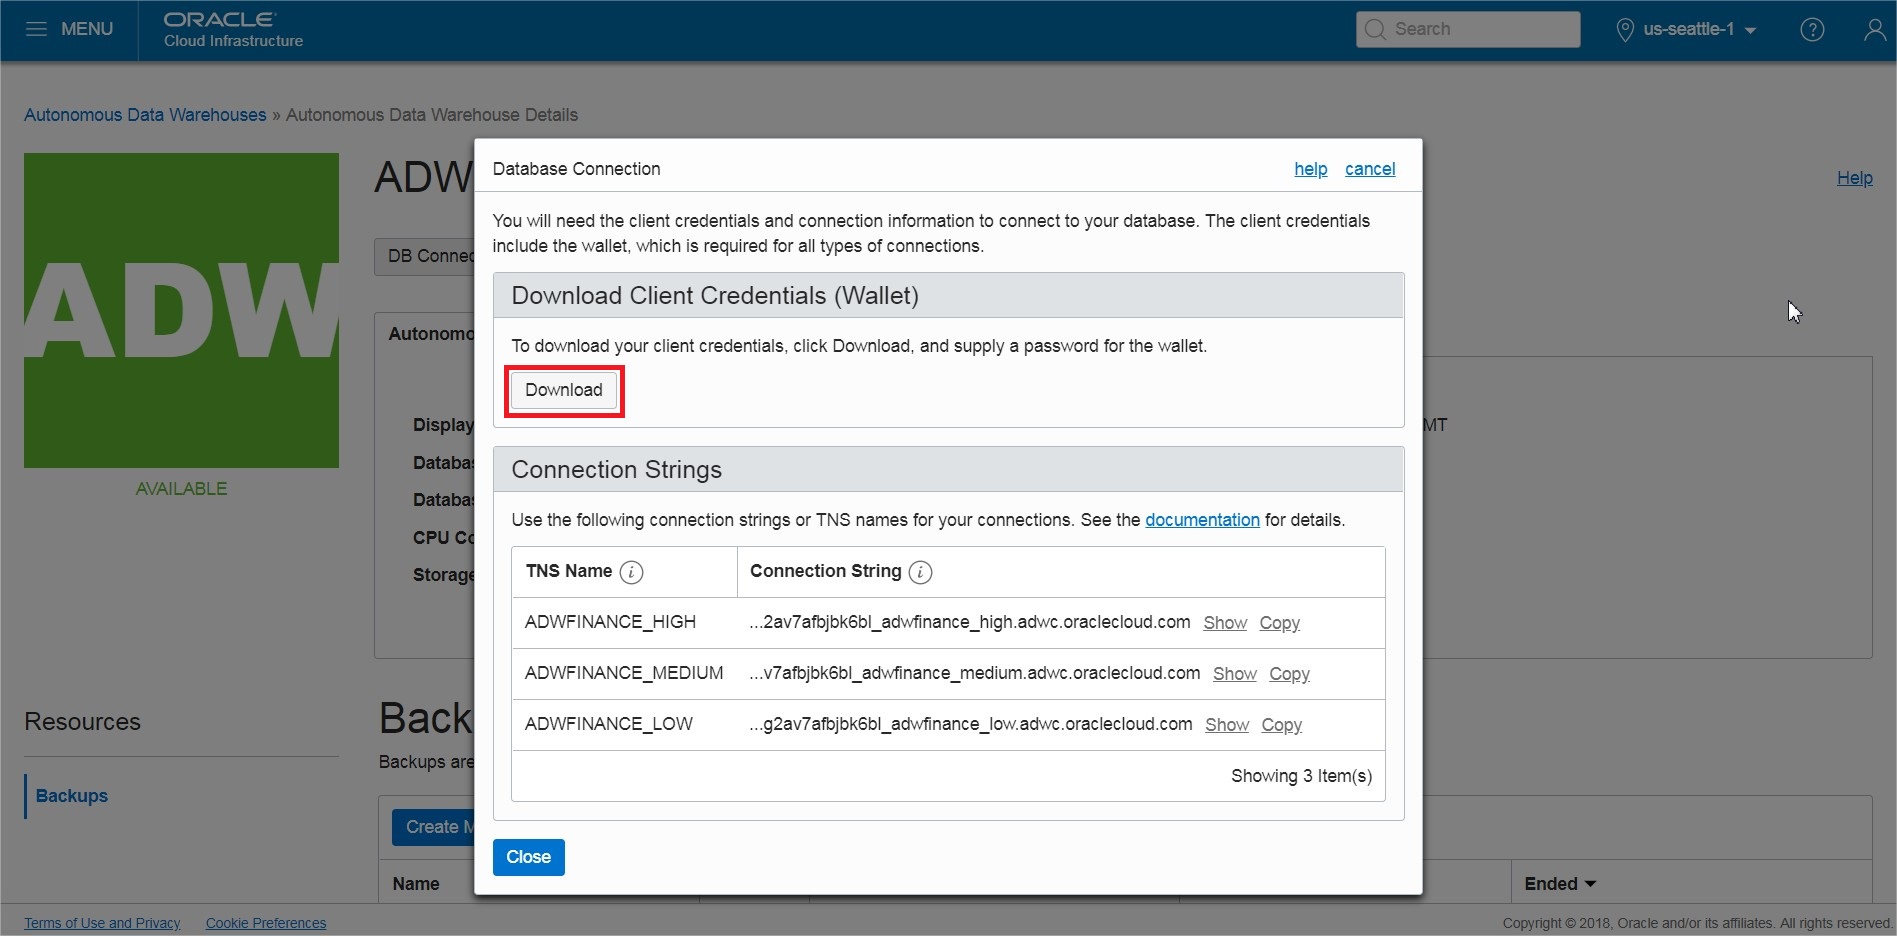 MENU
ORACLE
Cloud Infrastructure
Search
us-seattle-1
Autonomous Data Warehouses » Autonomous Data Warehouse Details
ADW
AVAILABLE
ADW
Help
DB Connec
Autonomo
Display
Databas
Databas
CPU Co
Storage
MT
Database Connection
help cancel
You will need the client credentials and connection information to connect to your database. The client credentials
include the wallet, which is required for all types of connections.
Download Client Credentials (Wallet)
To download your client credentials, click Download, and supply a password for the wallet.
Download
Connection Strings
Use the following connection strings or TNS names for your connections. See the documentation for details.
TNS Name i Connection String i
ADWFINANCE_HIGH ...2av7afbjbk6bl_adwfinance_high.adwc.oraclecloud.com Show Copy
ADWFINANCE_MEDIUM ...v7afbjbk6bl_adwfinance_medium.adwc.oraclecloud.com Show Copy
ADWFINANCE_LOW ...g2av7afbjbk6bl_adwfinance_low.adwc.oraclecloud.com Show Copy
Showing 3 Item(s)
Close
Resources
Backups
Back
Backups are
Create M
Name
Ended
Terms of Use and Privacy Cookie Preferences
Copyright © 2018, Oracle and/or its affiliates. All rights reserved.